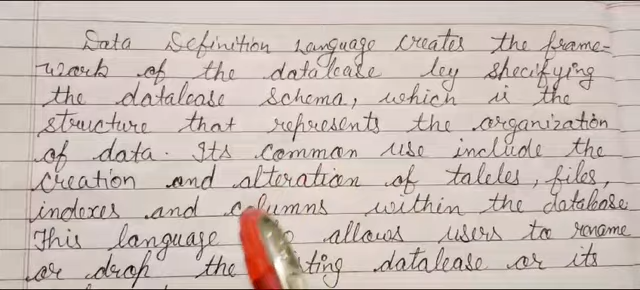 Data Definition Language creates the frame-
work of the database by specifying
the database schema, which is the
structure that represents the organization
of data. Its common use include the
creation and alteration of tables, files,
indexes and columns within the database.
This language allows users to rename
or drop the database or its